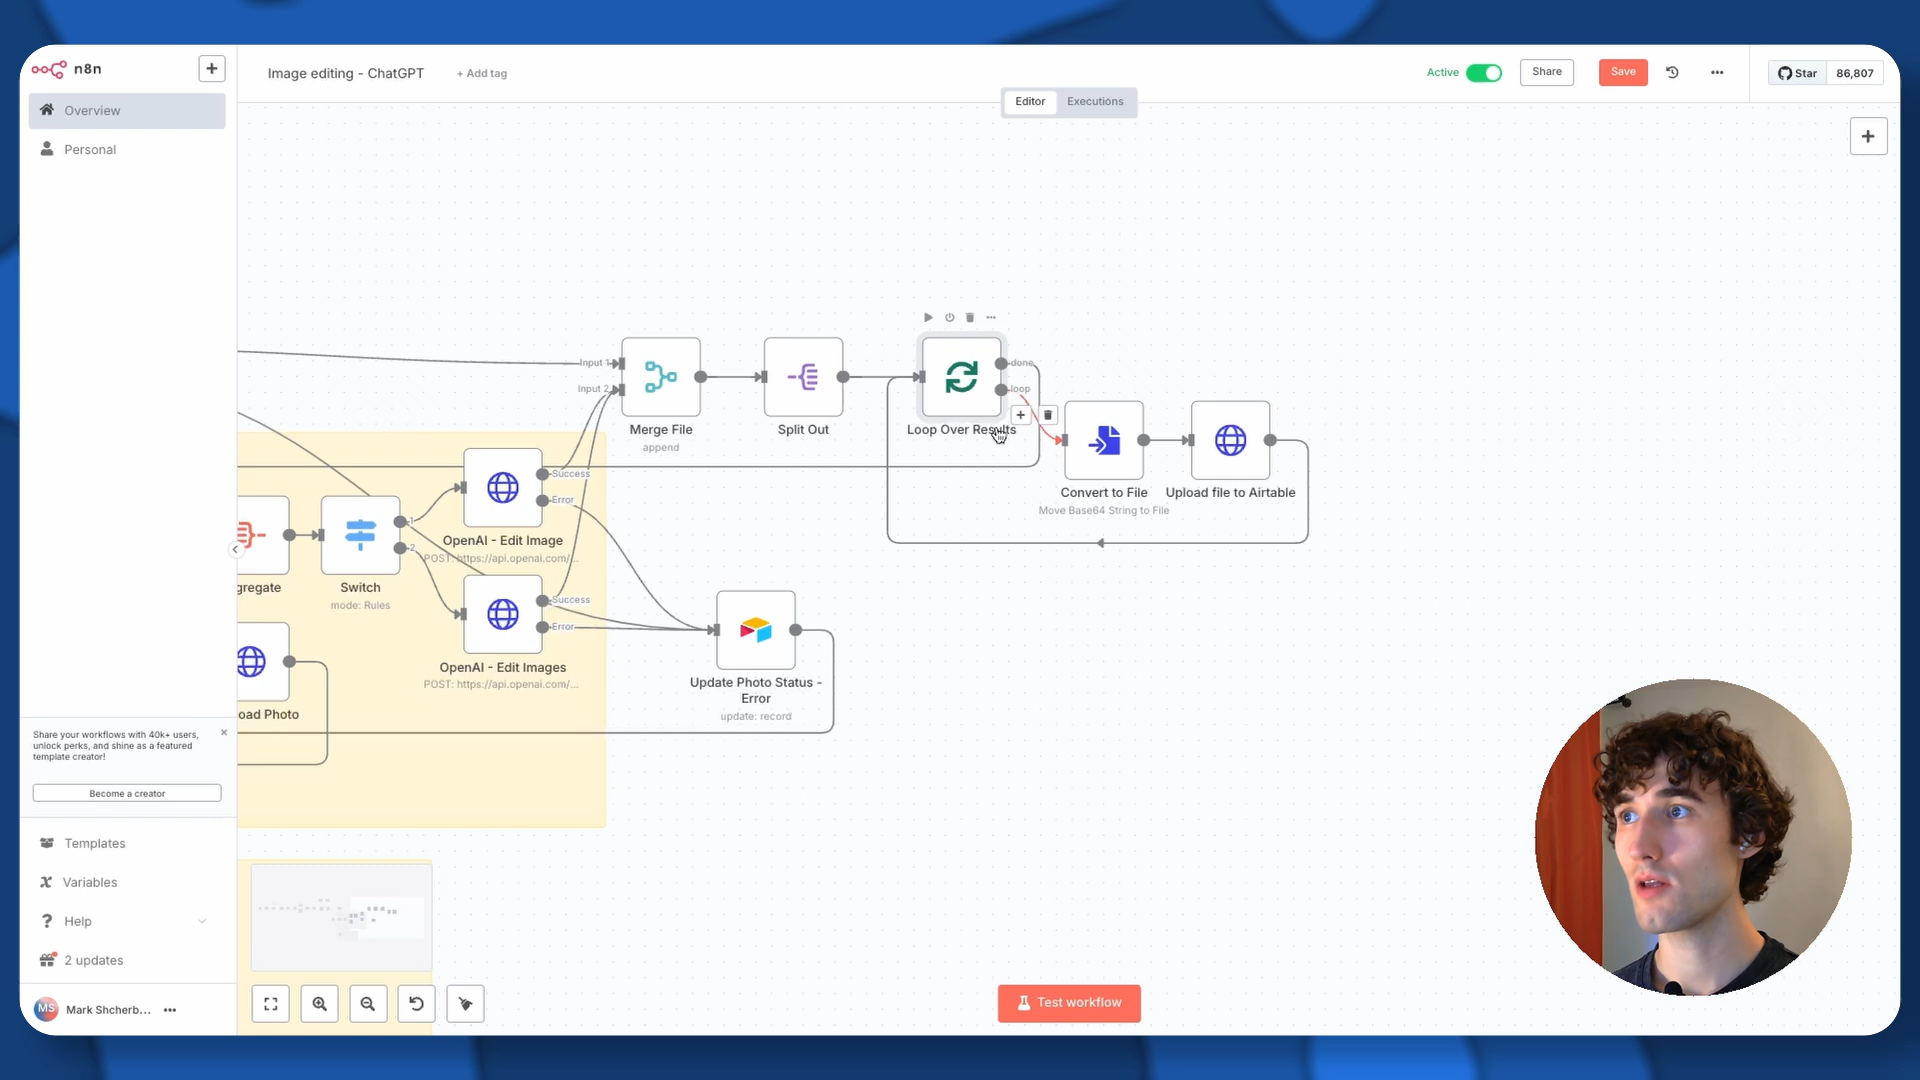 n8n
Overview
Personal
Image editing - ChatGPT
+ Add tag
Active
Share
Save
Star
86,807
Editor
Executions
Input 1
Input 2
Merge File
append
Split Out
done
loop
Loop Over Results
Convert to File
Move Base64 String to File
Upload file to Airtable
gregate
Switch
mode: Rules
1
2
Success
Error
OpenAI - Edit Image
POST: https://api.openai.com/...
Success
Error
OpenAI - Edit Images
POST: https://api.openai.com/...
oad Photo
Update Photo Status -
Error
update: record
Share your workflows with 40k+ users,
unlock perks, and shine as a featured
template creator!
Become a creator
Templates
Variables
Help
2 updates
MS
Mark Shcherb...
Test workflow